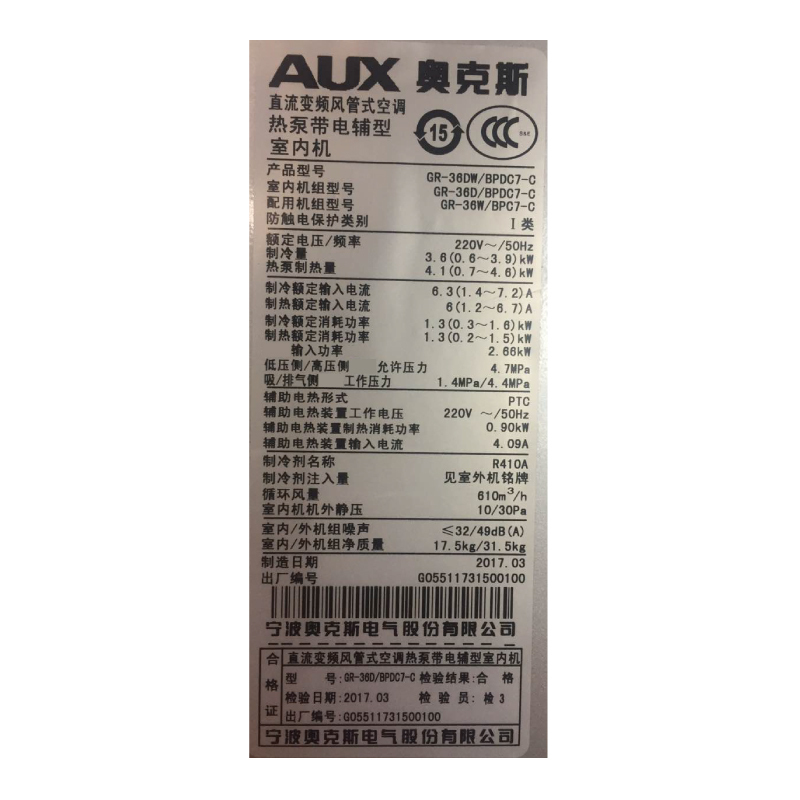 AUX 奥克斯
直流变频风管式空调
热泵带电辅型
室内机
15
CCC
产品型号 GR-36DW/BPDC7-C
室内机组型号 GR-36D/BPDC7-C
配用机组型号 GR-36W/BPC7-C
防触电保护类别 I 类
额定电压/频率 220V～/50Hz
制冷量 3.6(0.6～3.9)kW
热泵制热量 4.1(0.7～4.6)kW
制冷额定输入电流 6.3(1.4～7.2)A
制热额定输入电流 6(1.2～6.7)A
制冷额定消耗功率 1.3(0.3～1.6)kW
制热额定消耗功率 1.3(0.2～1.5)kW
输入功率 2.66kW
低压侧/高压侧 允许压力 4.7MPa
吸/排气侧 工作压力 1.4MPa/4.4MPa
辅助电热形式 PTC
辅助电热装置工作电压 220V ～/50Hz
辅助电热装置制热消耗功率 0.90kW
辅助电热装置输入电流 4.09A
制冷剂名称 R410A
制冷剂注入量 见室外机铭牌
循环风量 610m³/h
室内机机外静压 10/30Pa
室内/外机组噪声 ≤32/49dB(A)
室内/外机组净质量 17.5kg/31.5kg
制造日期 2017.03
出厂编号 G05511731500100
宁波奥克斯电气股份有限公司
合格证
直流变频风管式空调热泵带电辅型室内机
型 号:GR-36D/BPDC7-C 检验结果:合 格
检验日期:2017.03 检 验 员: 检 3
出厂编号:G05511731500100
宁波奥克斯电气股份有限公司